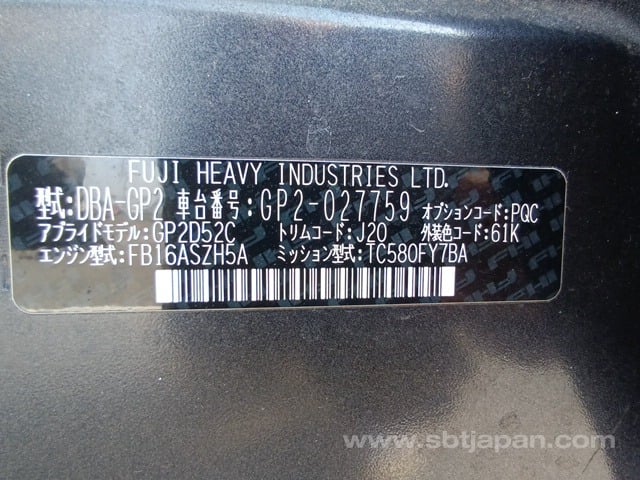 FUJI HEAVY INDUSTRIES LTD.
型式:DBA-GP2 車台番号:GP2-027759 オプションコード:PQC
アプライドモデル:GP2D52C トリムコード:J20 外装色コード:61K
エンジン型式:FB16ASZH5A ミッション型式:TC580FY7BA
www.sbtjapan.com